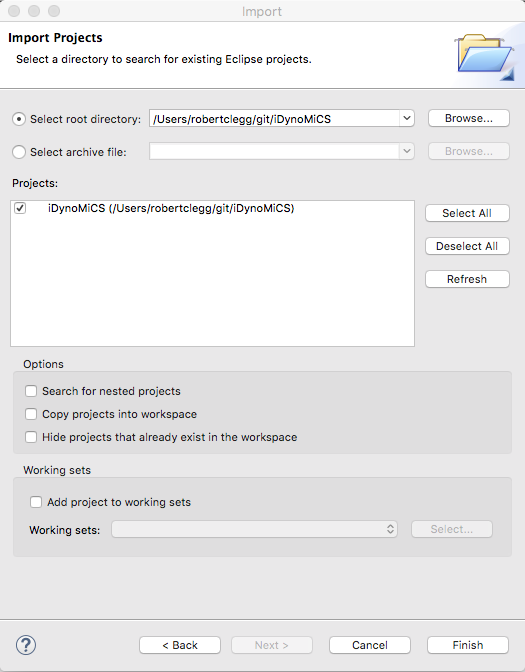 Import
Import Projects
Select a directory to search for existing Eclipse projects.
Select root directory: /Users/robertclegg/git/iDynoMiCS Browse...
Select archive file: Browse...
Projects:
iDynoMiCS (/Users/robertclegg/git/iDynoMiCS)
Select All
Deselect All
Refresh
Options
Search for nested projects
Copy projects into workspace
Hide projects that already exist in the workspace
Working sets
Add project to working sets
Working sets: Select...
? < Back Next > Cancel Finish